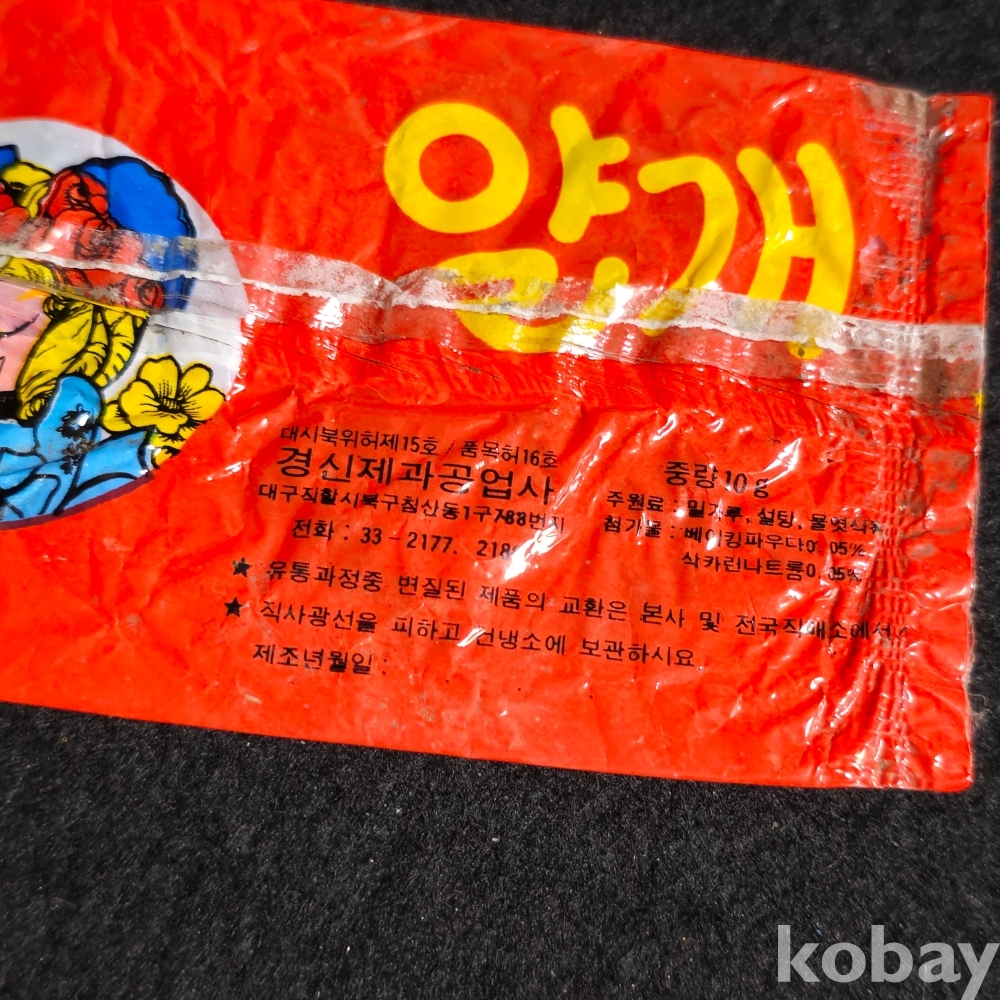 얌개
대시북위허제15호 / 품목허16호
경신제과공업사
대구직할시북구침산동1구788번지
전화 : 33 - 2177.
중량10g
주원료 : 밀가루, 설탕, 물엿식
첨가물 : 베이킹파우다0.05%
삭카린나트륨0.05%
★ 유통과정중 변질된 제품의 교환은 본사 및 전국직매소에서
★ 직사광선을 피하고 건냉소에 보관하시요.
제조년월일 :
kobay